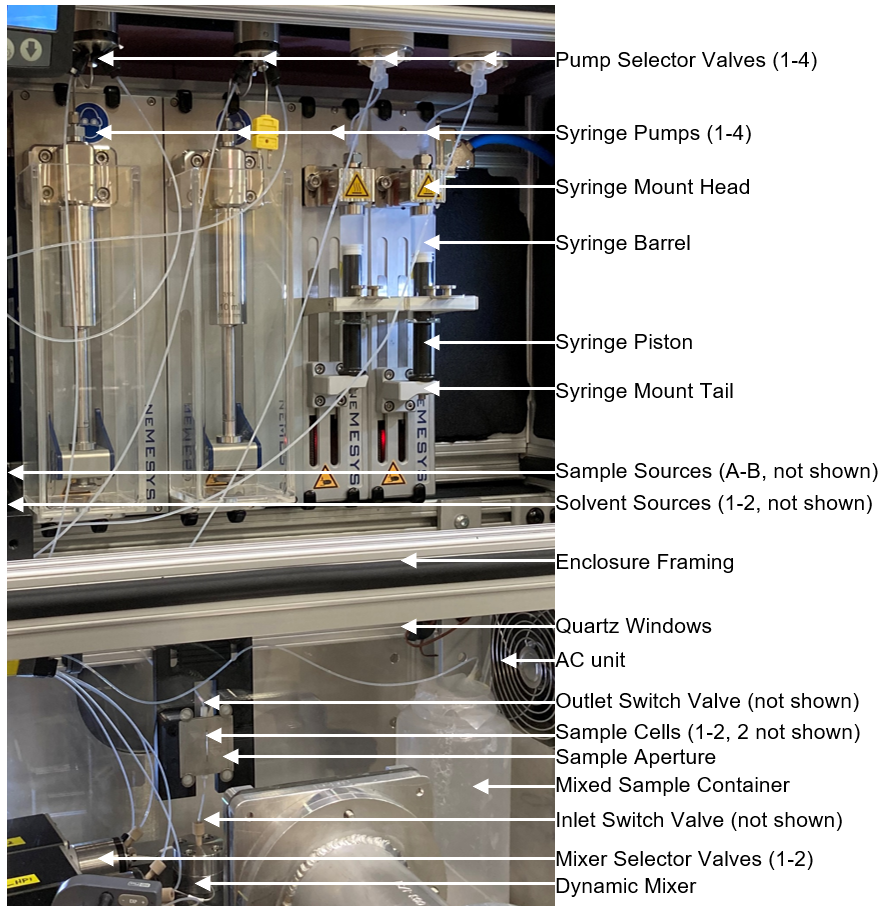 Pump Selector Valves (1-4)
Syringe Pumps (1-4)
Syringe Mount Head
Syringe Barrel
Syringe Piston
Syringe Mount Tail
NEMESYS
NEMESYS
NEMESYS
Sample Sources (A-B, not shown)
Solvent Sources (1-2, not shown)
Enclosure Framing
Quartz Windows
AC unit
Outlet Switch Valve (not shown)
Sample Cells (1-2, 2 not shown)
Sample Aperture
Mixed Sample Container
Inlet Switch Valve (not shown)
Mixer Selector Valves (1-2)
Dynamic Mixer